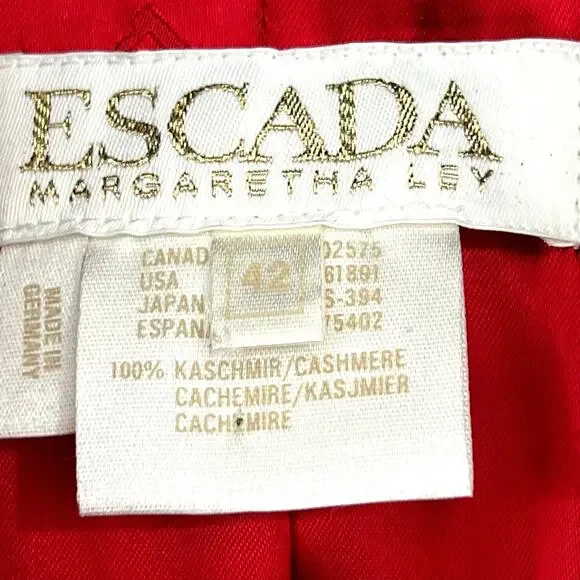 ESCADA
MARGARETHA LEY
MADE IN
GERMANY
42
CANAD 02575
USA 61891
JAPAN S-394
ESPAN 75402
100% KASCHMIR/CASHMERE
CACHEMIRE/KASJMIER
CACHEMIRE